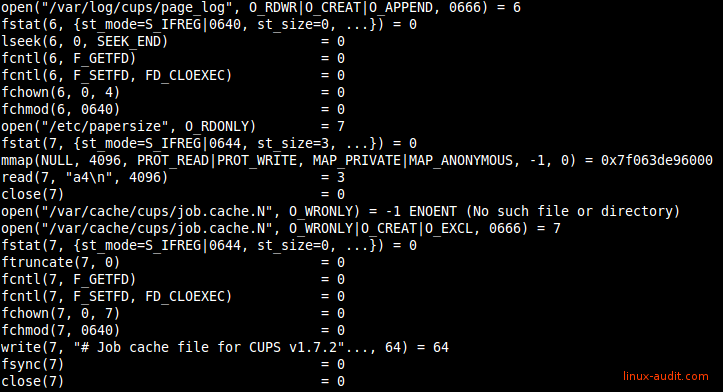 open("/var/log/cups/page_log", O_RDWR|O_CREAT|O_APPEND, 0666) = 6
fstat(6, {st_mode=S_IFREG|0640, st_size=0, ...}) = 0
lseek(6, 0, SEEK_END)                   = 0
fcntl(6, F_GETFD)                       = 0
fcntl(6, F_SETFD, FD_CLOEXEC)           = 0
fchown(6, 0, 4)                         = 0
fchmod(6, 0640)                         = 0
open("/etc/papersize", O_RDONLY)        = 7
fstat(7, {st_mode=S_IFREG|0644, st_size=3, ...}) = 0
mmap(NULL, 4096, PROT_READ|PROT_WRITE, MAP_PRIVATE|MAP_ANONYMOUS, -1, 0) = 0x7f063de96000
read(7, "a4\n", 4096)                   = 3
close(7)                                = 0
open("/var/cache/cups/job.cache.N", O_WRONLY) = -1 ENOENT (No such file or directory)
open("/var/cache/cups/job.cache.N", O_WRONLY|O_CREAT|O_EXCL, 0666) = 7
fstat(7, {st_mode=S_IFREG|0644, st_size=0, ...}) = 0
ftruncate(7, 0)                         = 0
fcntl(7, F_GETFD)                       = 0
fcntl(7, F_SETFD, FD_CLOEXEC)           = 0
fchown(7, 0, 7)                         = 0
fchmod(7, 0640)                         = 0
write(7, "# Job cache file for CUPS v1.7.2"..., 64) = 64
fsync(7)                                = 0
close(7)                                = 0
linux-audit.com